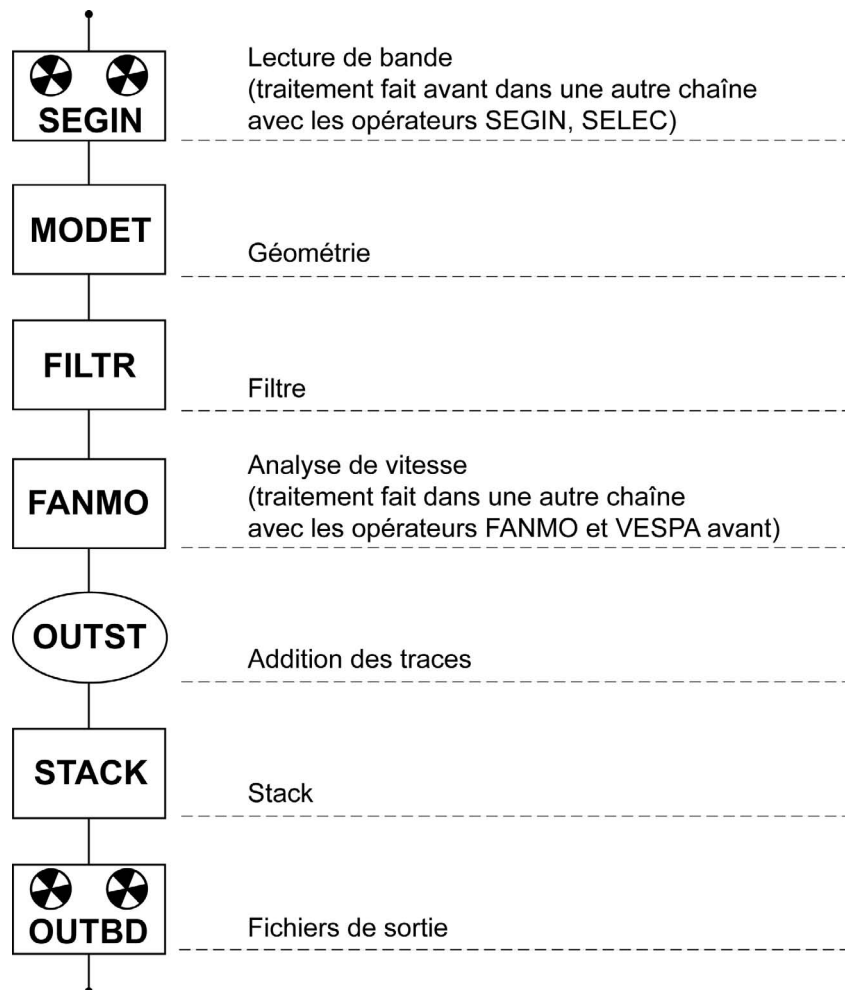 SEGIN
Lecture de bande
(traitement fait avant dans une autre chaîne
avec les opérateurs SEGIN, SELEC)
MODET
Géométrie
FILTR
Filtre
FANMO
Analyse de vitesse
(traitement fait dans une autre chaîne
avec les opérateurs FANMO et VESPA avant)
OUTST
Addition des traces
STACK
Stack
OUTBD
Fichiers de sortie